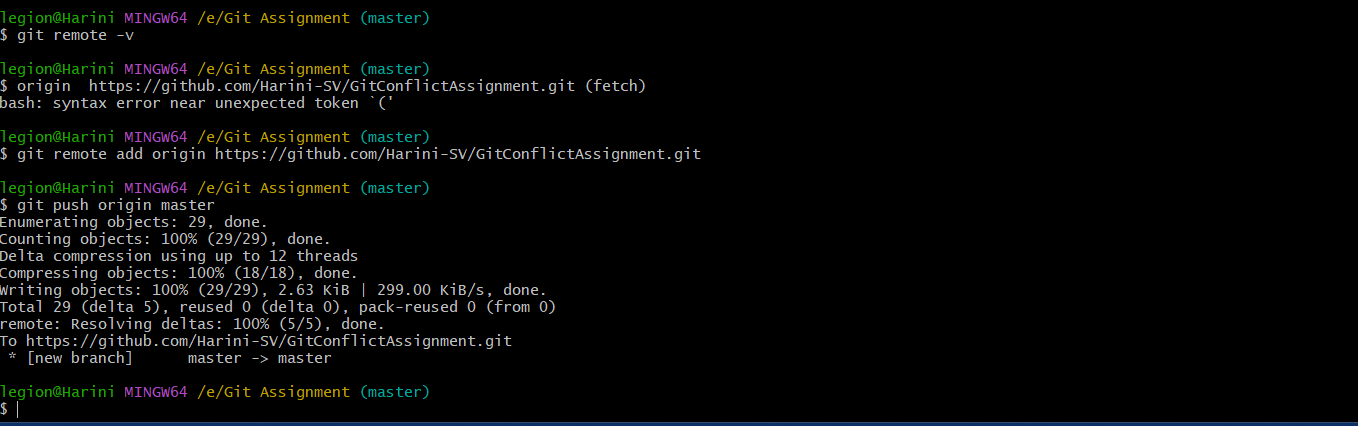 legion@Harini MINGW64 /e/Git Assignment (master)
$ git remote -v
legion@Harini MINGW64 /e/Git Assignment (master)
$ origin  https://github.com/Harini-SV/GitConflictAssignment.git (fetch)
bash: syntax error near unexpected token `('
legion@Harini MINGW64 /e/Git Assignment (master)
$ git remote add origin https://github.com/Harini-SV/GitConflictAssignment.git
legion@Harini MINGW64 /e/Git Assignment (master)
$ git push origin master
Enumerating objects: 29, done.
Counting objects: 100% (29/29), done.
Delta compression using up to 12 threads
Compressing objects: 100% (18/18), done.
Writing objects: 100% (29/29), 2.63 KiB | 299.00 KiB/s, done.
Total 29 (delta 5), reused 0 (delta 0), pack-reused 0 (from 0)
remote: Resolving deltas: 100% (5/5), done.
To https://github.com/Harini-SV/GitConflictAssignment.git
 * [new branch]      master -> master
legion@Harini MINGW64 /e/Git Assignment (master)
$